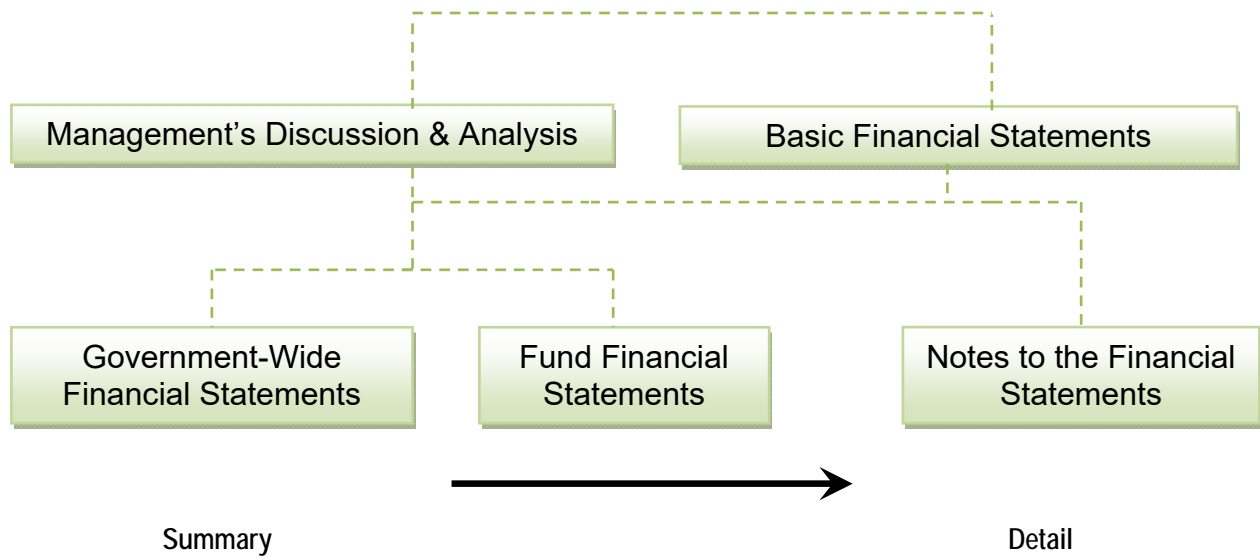 Management’s Discussion & Analysis
Basic Financial Statements
Government-Wide
Financial Statements
Fund Financial
Statements
Notes to the Financial
Statements
Summary
Detail